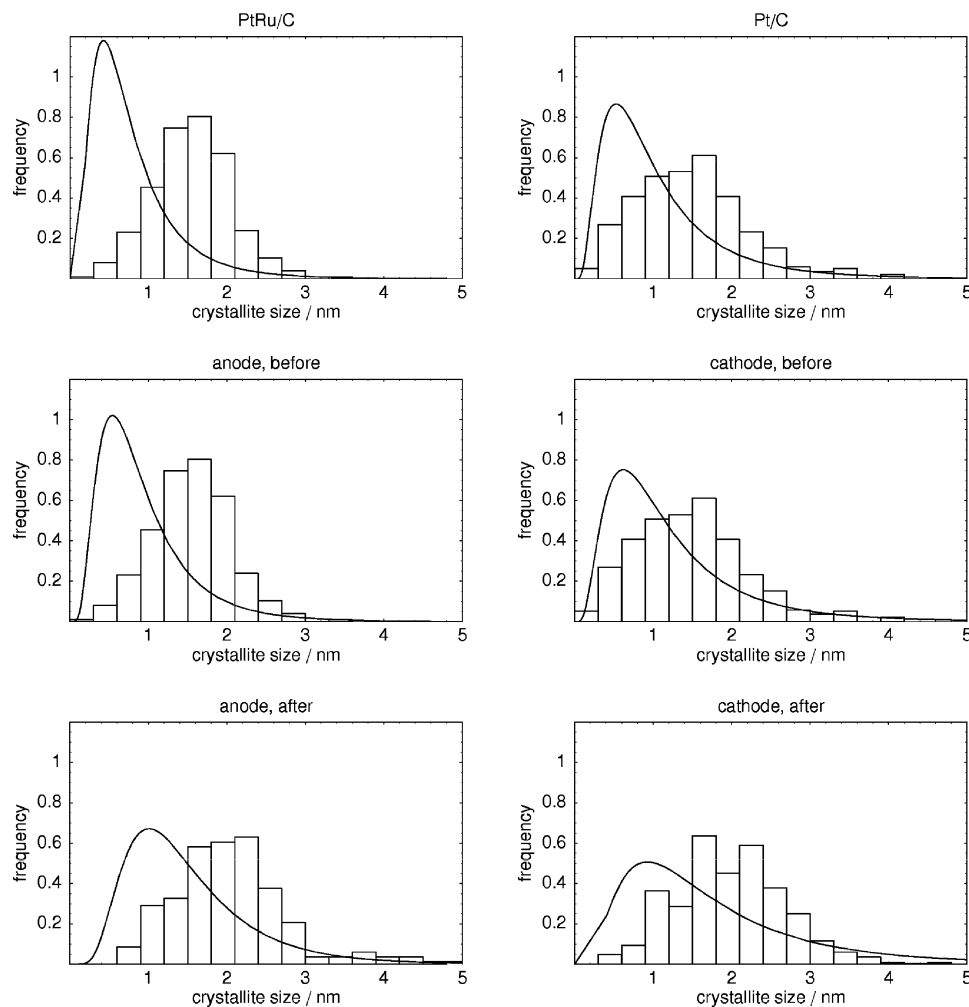 PtRu/C
1
0.8
0.6
0.4
0.2
frequency
1 2 3 4 5
crystallite size / nm
Pt/C
1
0.8
0.6
0.4
0.2
frequency
1 2 3 4 5
crystallite size / nm
anode, before
1
0.8
0.6
0.4
0.2
frequency
1 2 3 4 5
crystallite size / nm
cathode, before
1
0.8
0.6
0.4
0.2
frequency
1 2 3 4 5
crystallite size / nm
anode, after
1
0.8
0.6
0.4
0.2
frequency
1 2 3 4 5
crystallite size / nm
cathode, after
1
0.8
0.6
0.4
0.2
frequency
1 2 3 4 5
crystallite size / nm